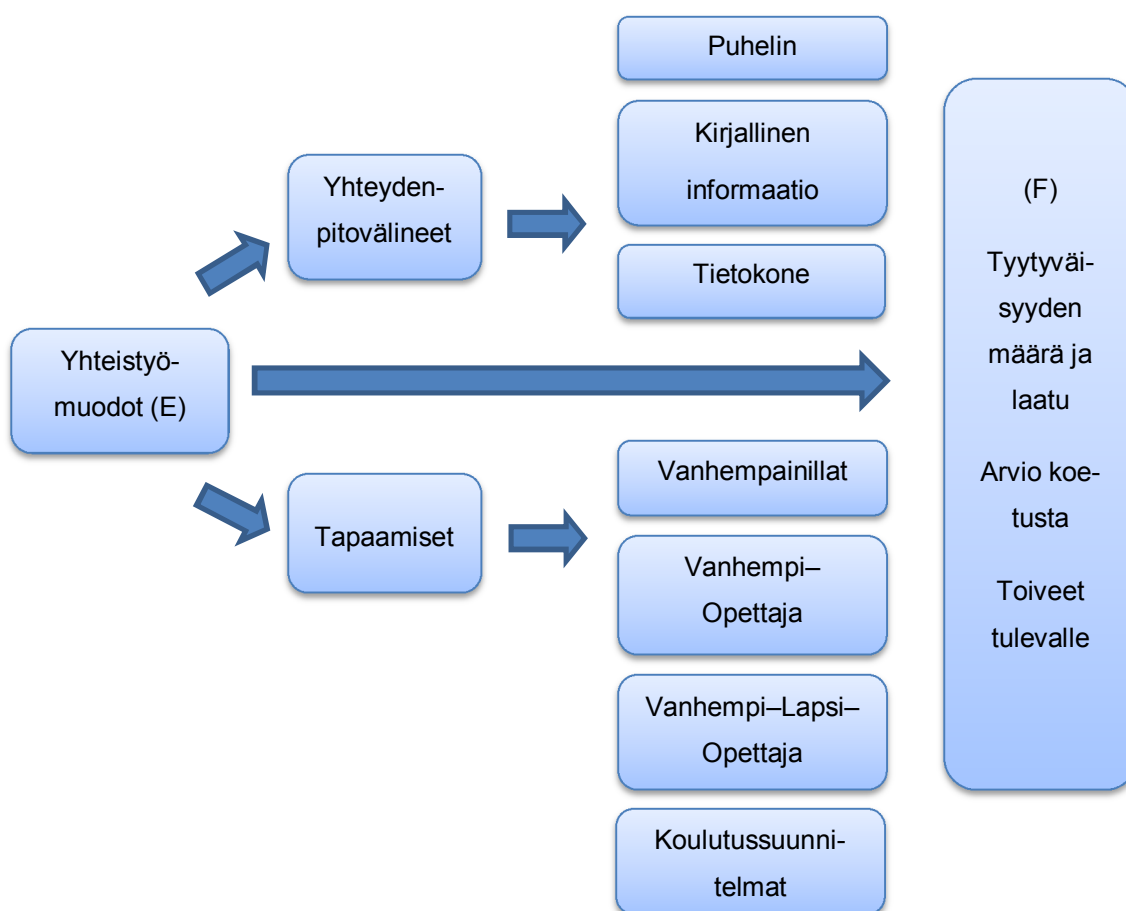 Puhelin
Kirjallinen
informaatio
Tietokone
Yhteyden-
pitovälineet
Yhteistyö-
muodot (E)
Tapaamiset
Vanhempainillat
Vanhempi–
Opettaja
Vanhempi–Lapsi–
Opettaja
Koulutussuunni-
telmat
(F)
Tyytyväi-
syyden
määrä ja
laatu
Arvio koe-
tusta
Toiveet
tulevalle